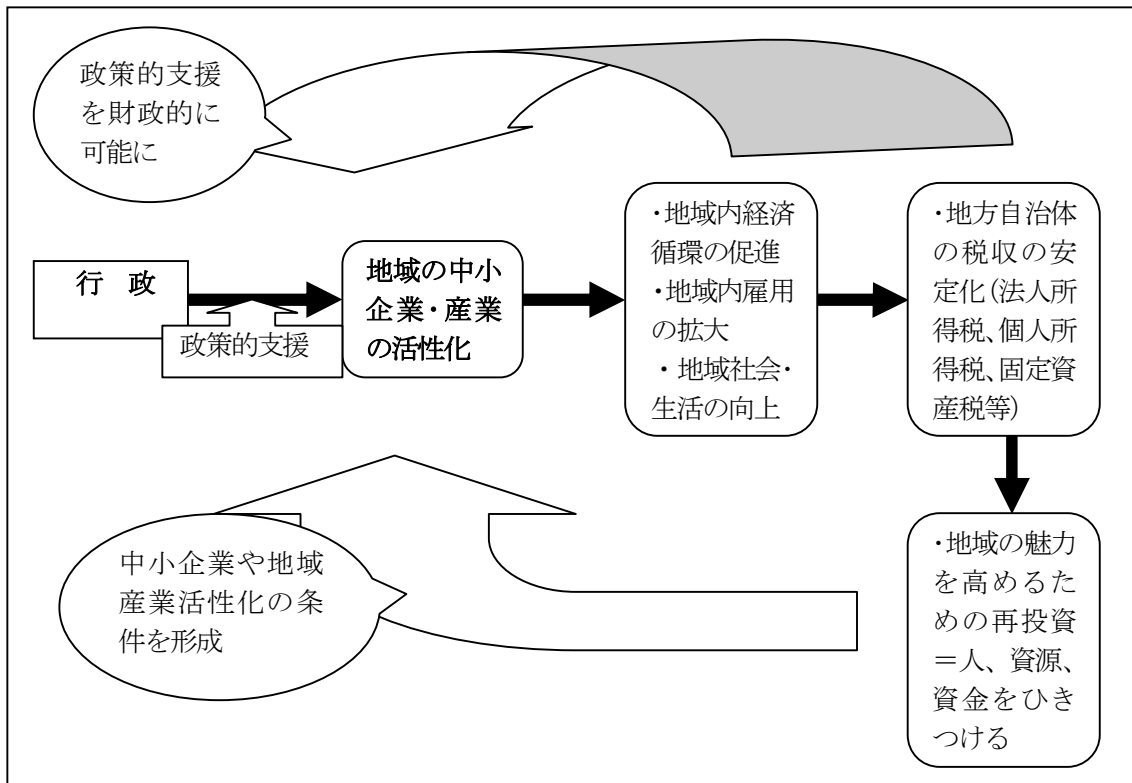 政策的支援
を財政的に
可能に
行　政
政策的支援
地域の中小
企業・産業
の活性化
・地域内経済
循環の促進
・地域内雇用
の拡大
・地域社会・
生活の向上
・地方自治体
の税収の安
定化（法人所
得税、個人所
得税、固定資
産税等）
中小企業や地域
産業活性化の条
件を形成
・地域の魅力
を高めるた
めの再投資
＝人、資源、
資金をひき
つける